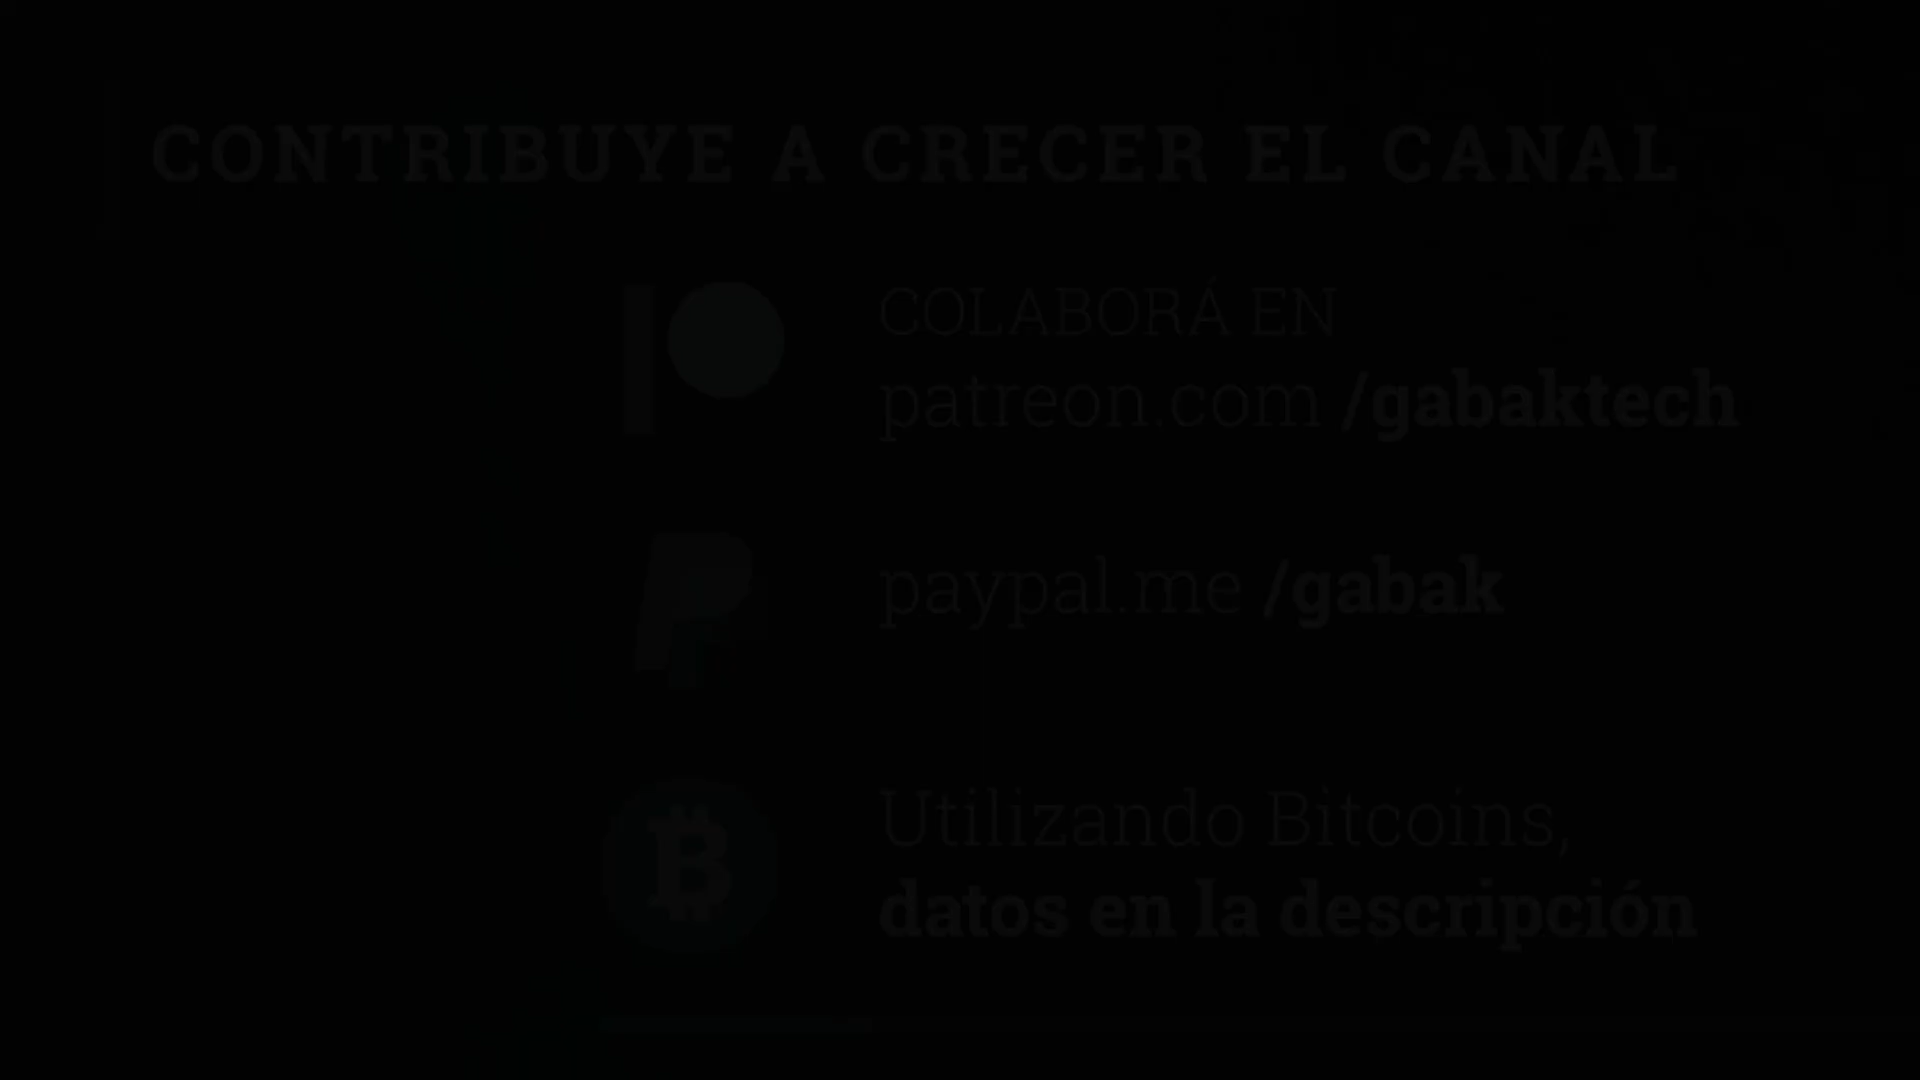 CONTRIBUYE A CRECER EL CANAL
COLABORÁ EN
patreon.com /gabaktech
paypal.me /gabak
Utilizando Bitcoins,
datos en la descripción